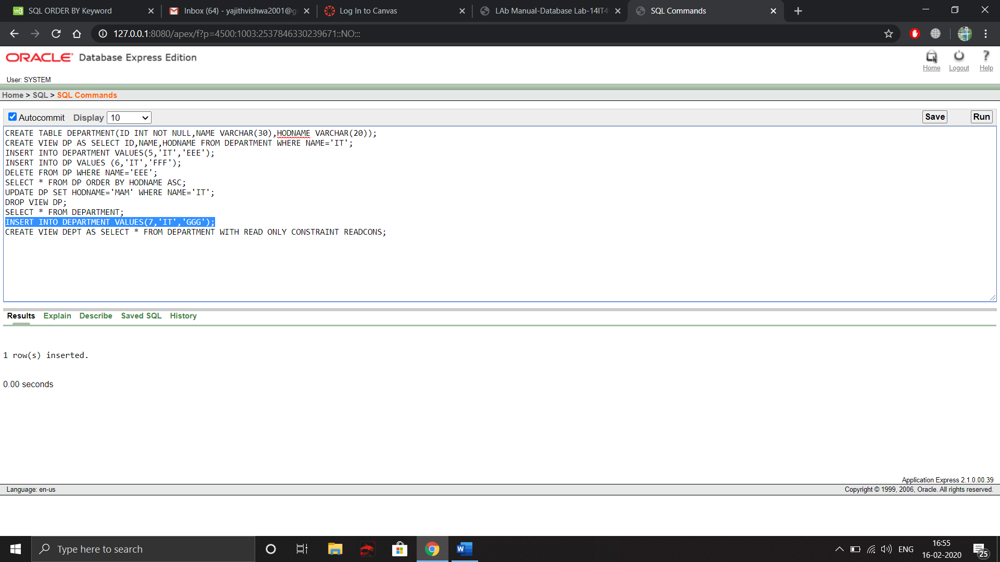 SQL ORDER BY Keyword
Inbox (64) - yajithvishwa2001@g
Log In to Canvas
LAb Manual-Database Lab-14IT4
SQL Commands
127.0.0.1:8080/apex/f?p=4500:1003:2537846330239671::NO:::
ORACLE Database Express Edition
Home
Logout
Help
User: SYSTEM
Home > SQL > SQL Commands
Autocommit Display 10
Save
Run
CREATE TABLE DEPARTMENT(ID INT NOT NULL,NAME VARCHAR(30),HODNAME VARCHAR(20));
CREATE VIEW DP AS SELECT ID,NAME,HODNAME FROM DEPARTMENT WHERE NAME='IT';
INSERT INTO DEPARTMENT VALUES(5,'IT','EEE');
INSERT INTO DP VALUES (6,'IT','FFF');
DELETE FROM DP WHERE NAME='EEE';
SELECT * FROM DP ORDER BY HODNAME ASC;
UPDATE DP SET HODNAME='MAM' WHERE NAME='IT';
DROP VIEW DP;
SELECT * FROM DEPARTMENT;
INSERT INTO DEPARTMENT VALUES(7,'IT','GGG');
CREATE VIEW DEPT AS SELECT * FROM DEPARTMENT WITH READ ONLY CONSTRAINT READCONS;
Results Explain Describe Saved SQL History
1 row(s) inserted.
0.00 seconds
Application Express 2.1.0.00.39
Language: en-us
Copyright © 1999, 2006, Oracle. All rights reserved.
Type here to search
W
ENG
16:55
16-02-2020
25